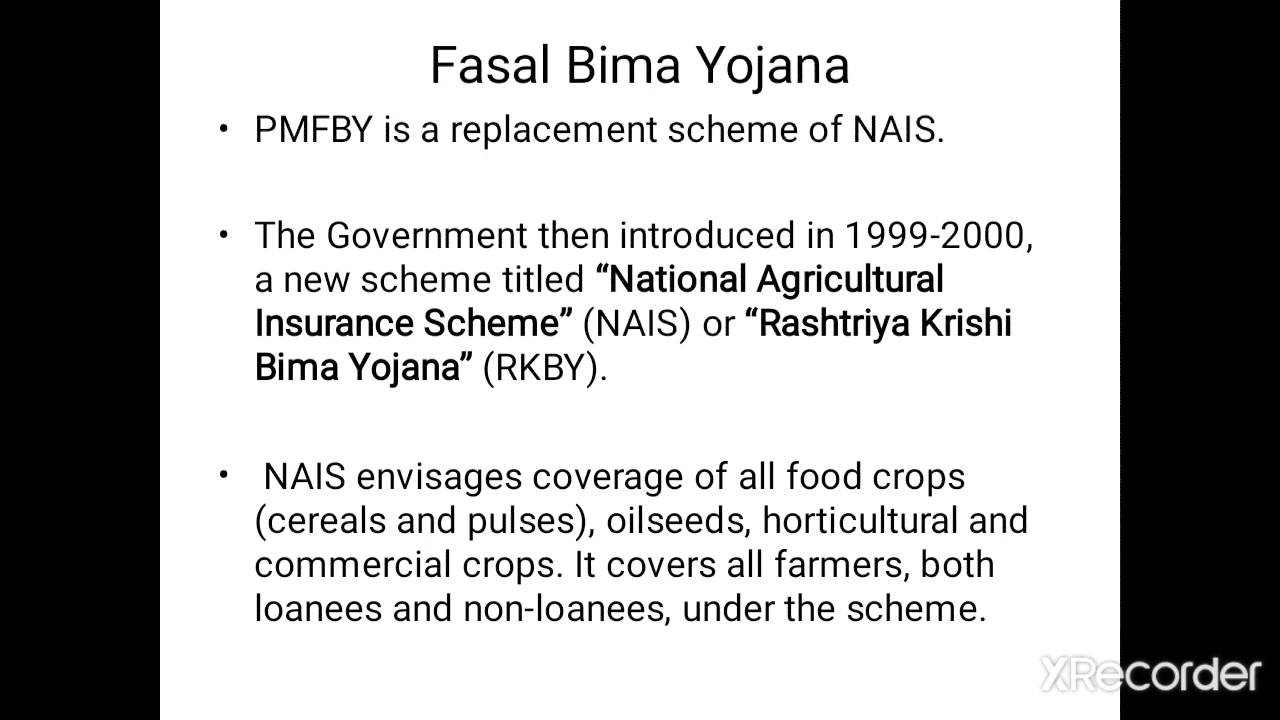 Fasal Bima Yojana
• PMFBY is a replacement scheme of NAIS.
• The Government then introduced in 1999-2000,
a new scheme titled “National Agricultural
Insurance Scheme” (NAIS) or “Rashtriya Krishi
Bima Yojana” (RKBY).
• NAIS envisages coverage of all food crops
(cereals and pulses), oilseeds, horticultural and
commercial crops. It covers all farmers, both
loanees and non-loanees, under the scheme.
XRecorder